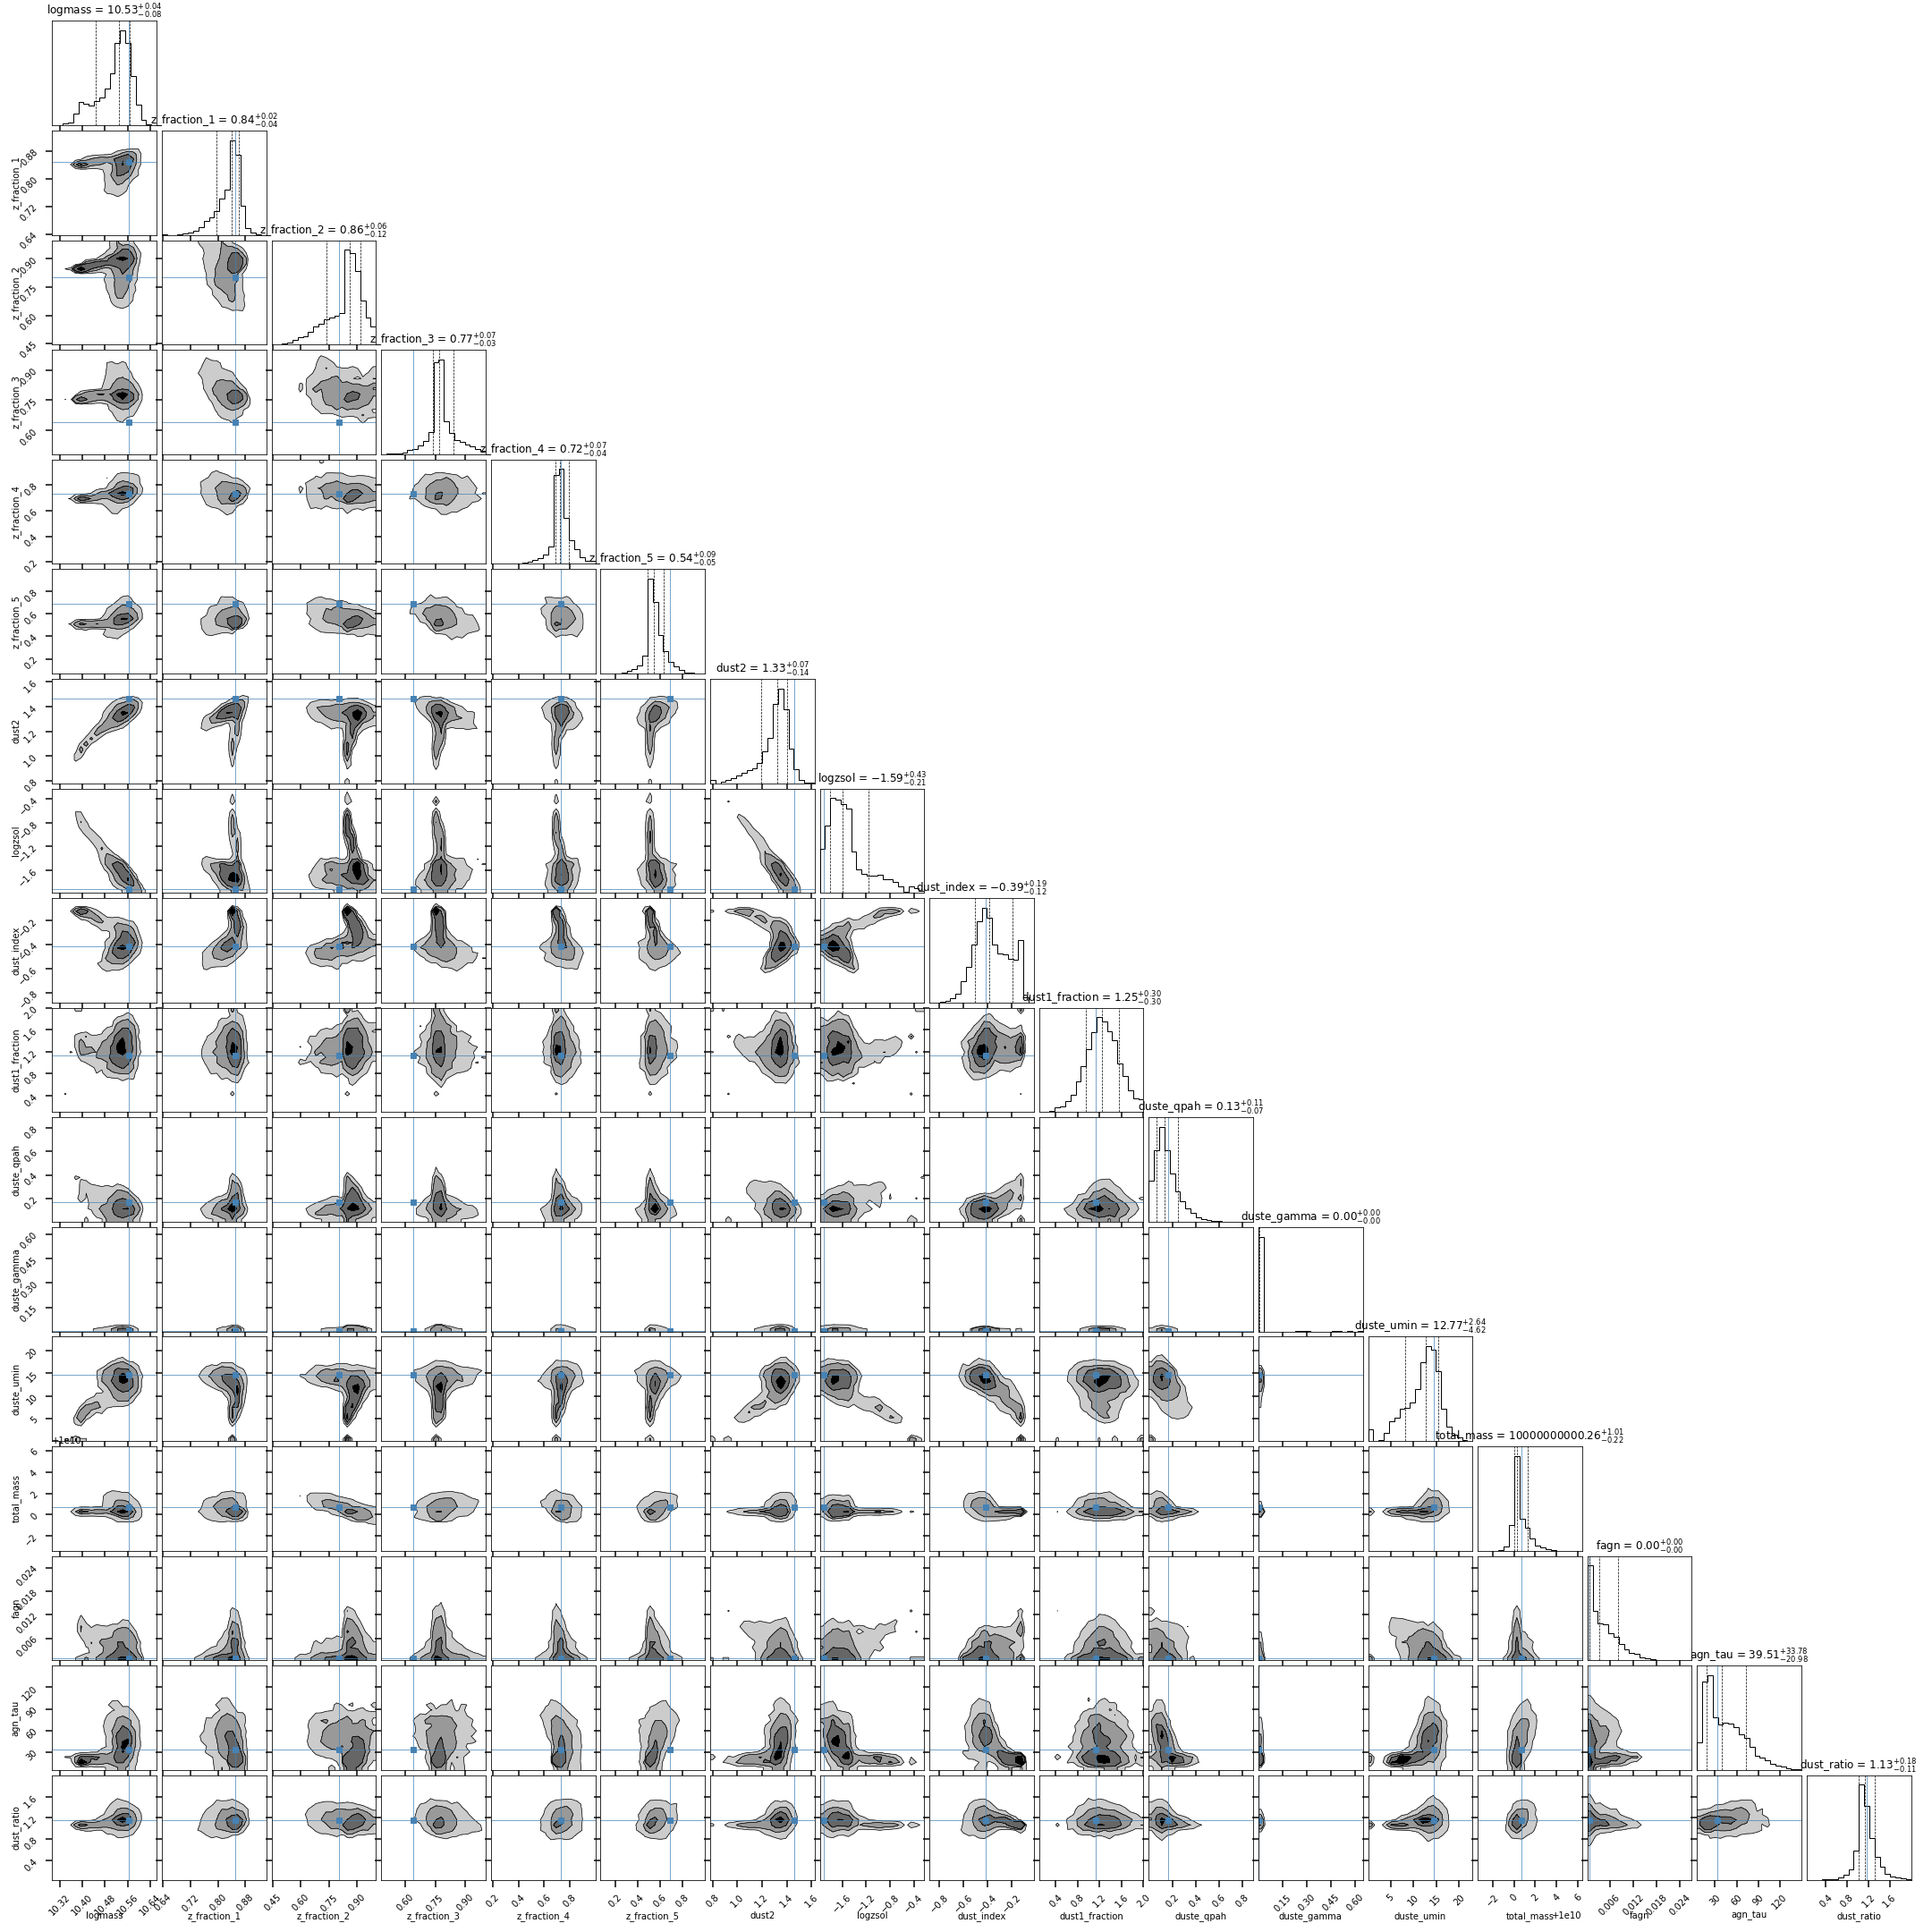 logmass = 10.53+0.04−0.08
z_fraction_1 = 0.84+0.02−0.04
z_fraction_1
0.88
0.80
0.72
0.64
z_fraction_2 = 0.86+0.06−0.12
z_fraction_2
0.90
0.75
0.60
0.45
z_fraction_3 = 0.77+0.07−0.03
z_fraction_3
0.90
0.75
0.60
z_fraction_4 = 0.72+0.07−0.04
z_fraction_4
0.8
0.6
0.4
0.2
z_fraction_5 = 0.54+0.09−0.05
z_fraction_5
0.8
0.6
0.4
0.2
dust2 = 1.33+0.07−0.14
dust2
1.6
1.4
1.2
1.0
0.8
logzsol = −1.59+0.43−0.21
logzsol
−0.4
−0.8
−1.2
−1.6
dust_index = −0.39+0.19−0.12
dust_index
−0.2
−0.4
−0.6
−0.8
dust1_fraction = 1.25+0.30−0.30
dust1_fraction
2.0
1.6
1.2
0.8
0.4
duste_qpah = 0.13+0.11−0.07
duste_qpah
0.8
0.6
0.4
0.2
duste_gamma = 0.00+0.00−0.00
duste_gamma
0.60
0.45
0.30
0.15
duste_umin = 12.77+2.64−4.62
duste_umin
20
15
10
5
total_mass = 10000000000.26+1.01−0.22
+1e10
total_mass
6
4
2
0
−2
fagn = 0.00+0.00−0.00
fagn
0.024
0.018
0.012
0.006
agn_tau = 39.51+33.78−20.98
agn_tau
120
90
60
30
dust_ratio = 1.13+0.18−0.11
dust_ratio
1.6
1.2
0.8
0.4
10.32 10.40 10.48 10.56 10.64 0.64 0.72 0.80 0.88 0.45 0.60 0.75 0.90 0.60 0.75 0.90 0.2 0.4 0.6 0.8 0.2 0.4 0.6 0.8 0.8 1.0 1.2 1.4 1.6 −1.6 −1.2 −0.8 −0.4 −0.8 −0.6 −0.4 −0.2 0.4 0.8 1.2 1.6 2.0 0.2 0.4 0.6 0.8 0.15 0.30 0.45 0.60 5 10 15 20 −2 0 2 4 6 0.006 0.012 0.018 0.024 30 60 90 120 0.4 0.8 1.2 1.6
logmass z_fraction_1 z_fraction_2 z_fraction_3 z_fraction_4 z_fraction_5 dust2 logzsol dust_index dust1_fraction duste_qpah duste_gamma duste_umin total_mass +1e10 fagn agn_tau dust_ratio